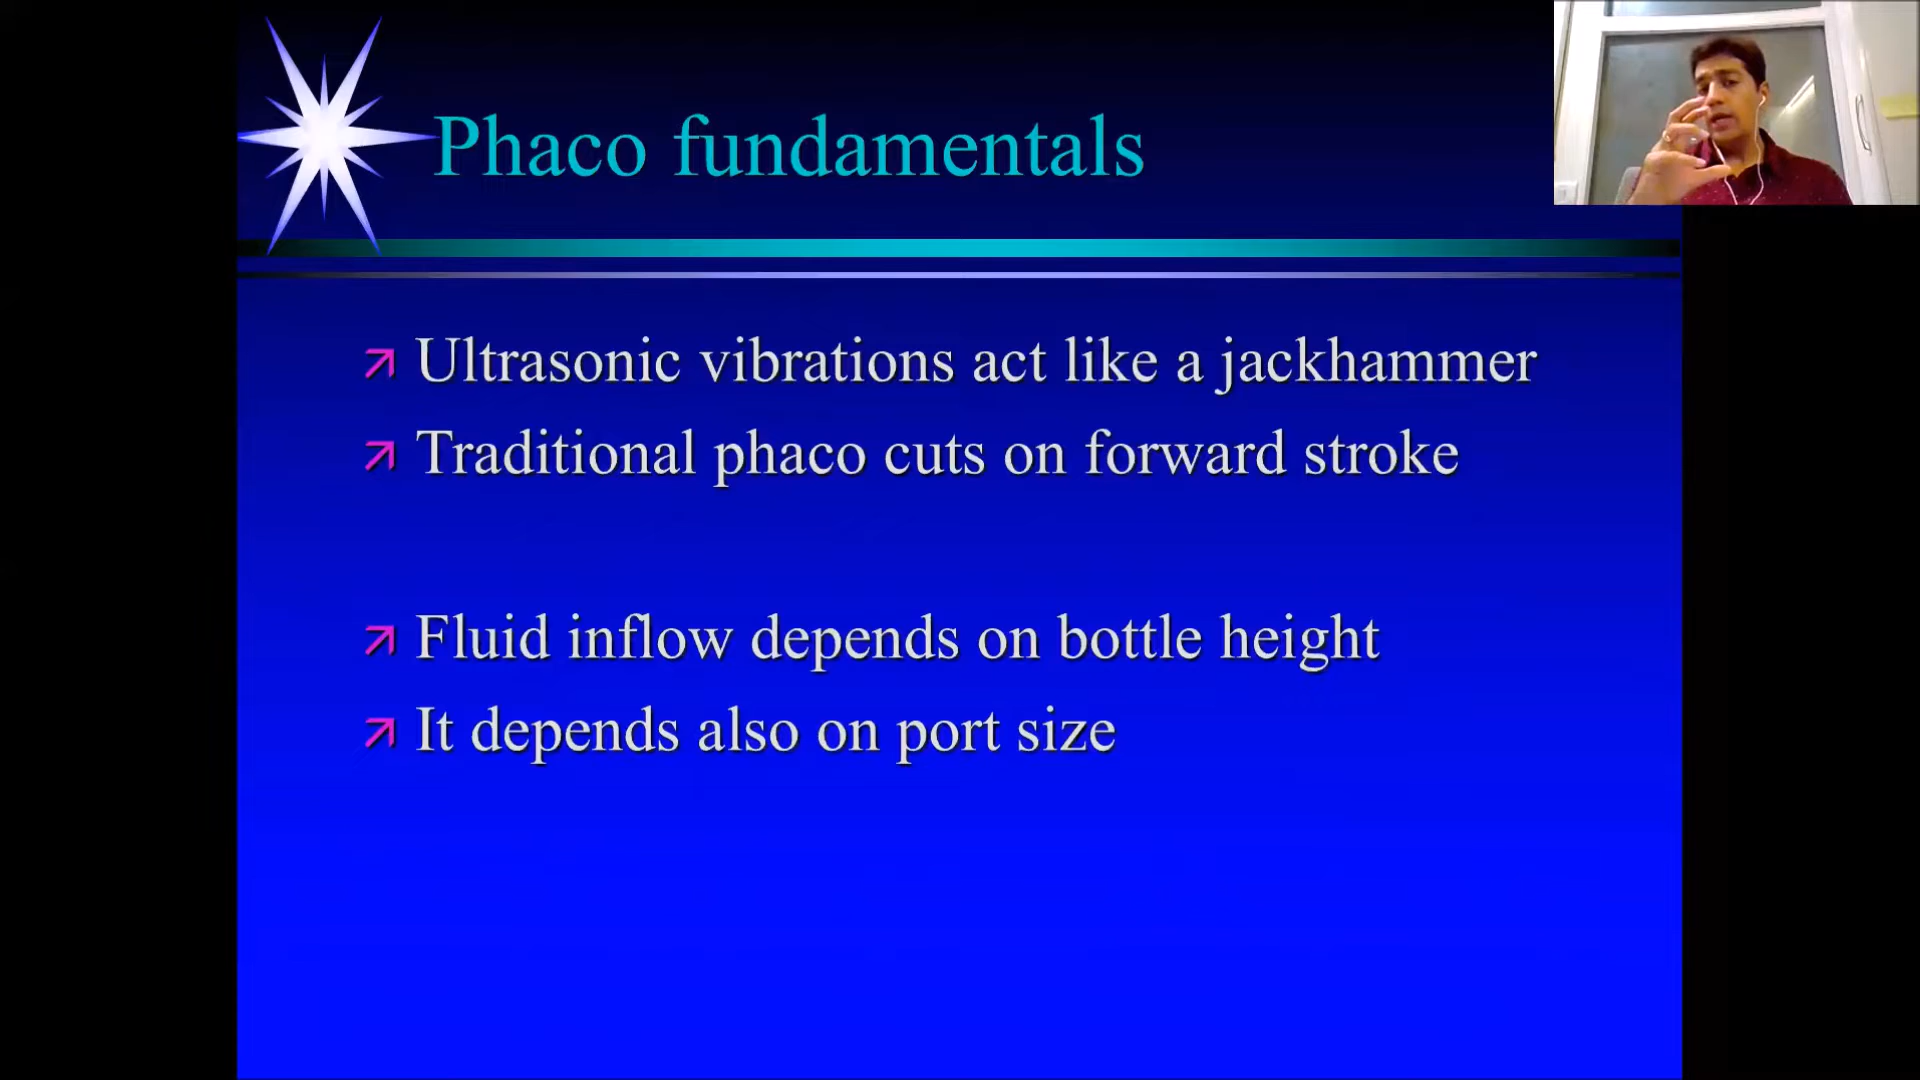 Phaco fundamentals
Ultrasonic vibrations act like a jackhammer
Traditional phaco cuts on forward stroke
Fluid inflow depends on bottle height
It depends also on port size